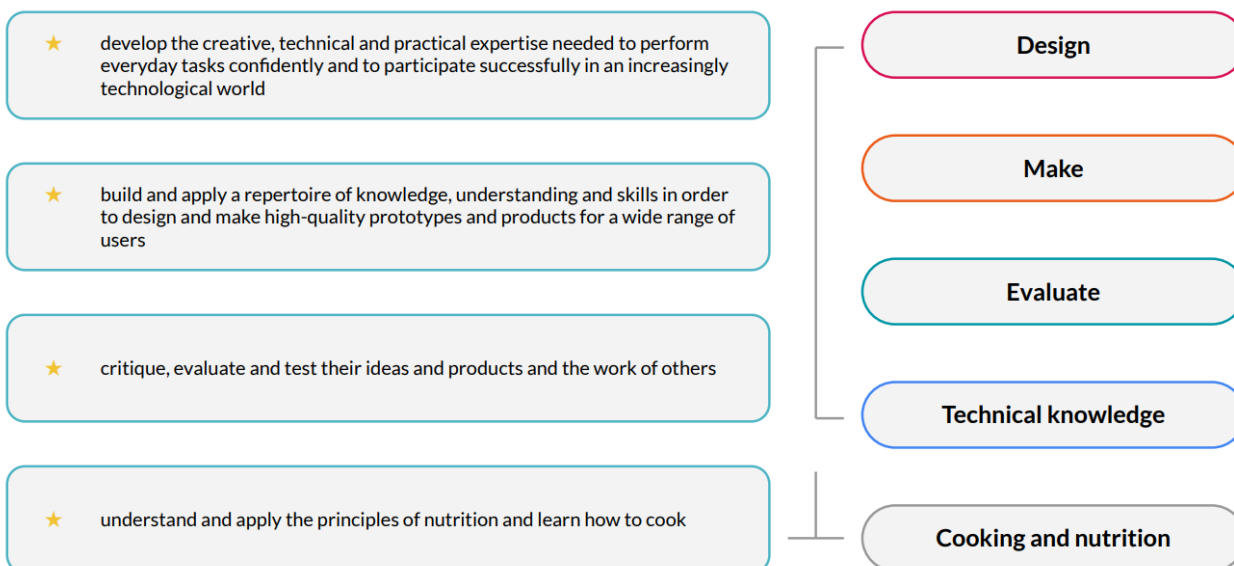 develop the creative, technical and practical expertise needed to perform
everyday tasks confidently and to participate successfully in an increasingly
technological world
build and apply a repertoire of knowledge, understanding and skills in order
to design and make high-quality prototypes and products for a wide range of
users
critique, evaluate and test their ideas and products and the work of others
understand and apply the principles of nutrition and learn how to cook
Design
Make
Evaluate
Technical knowledge
Cooking and nutrition